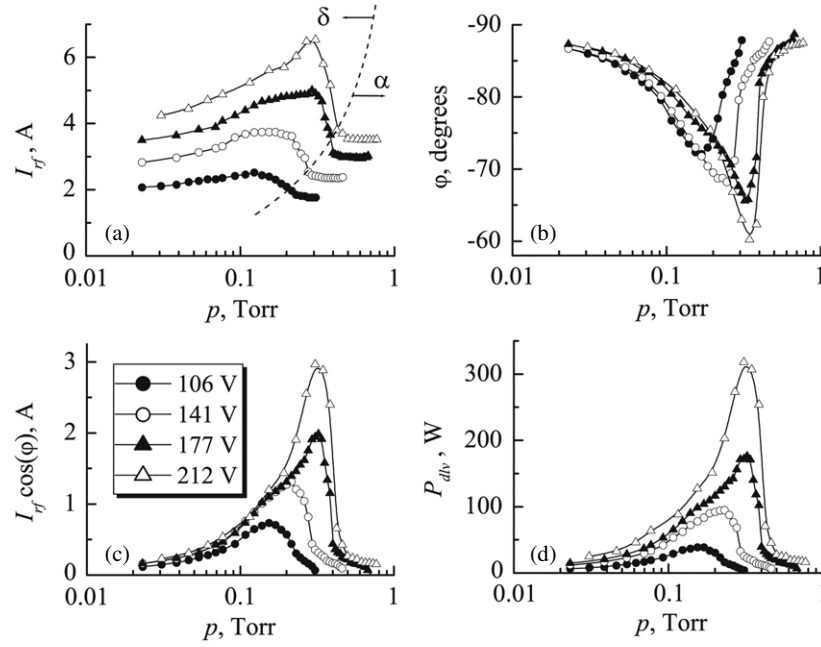 δ
α
I_rf, A
6
4
2
0
(a)
0.01 0.1 1
p, Torr
φ, degrees
-90
-80
-70
-60
(b)
0.01 0.1 1
p, Torr
I_rf cos(φ), A
3
2
1
0
106 V
141 V
177 V
212 V
(c)
0.01 0.1 1
p, Torr
P_dlv, W
300
200
100
0
(d)
0.01 0.1 1
p, Torr